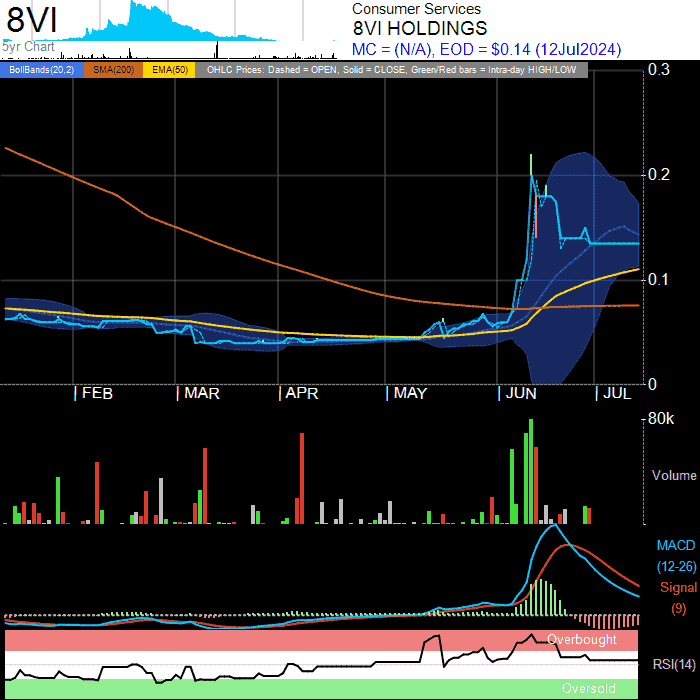 8VI
5yr Chart
Consumer Services
8VI HOLDINGS
MC = (N/A), EOD = $0.14 (12Jul2024)
BollBands(20,2) SMA(200) EMA(50) OHLC Prices: Dashed = OPEN, Solid = CLOSE, Green/Red bars = Intra-day HIGH/LOW
0.3
0.2
0.1
0
FEB MAR APR MAY JUN JUL
80k
Volume
MACD
(12-26)
Signal
(9)
Overbought
RSI(14)
Oversold